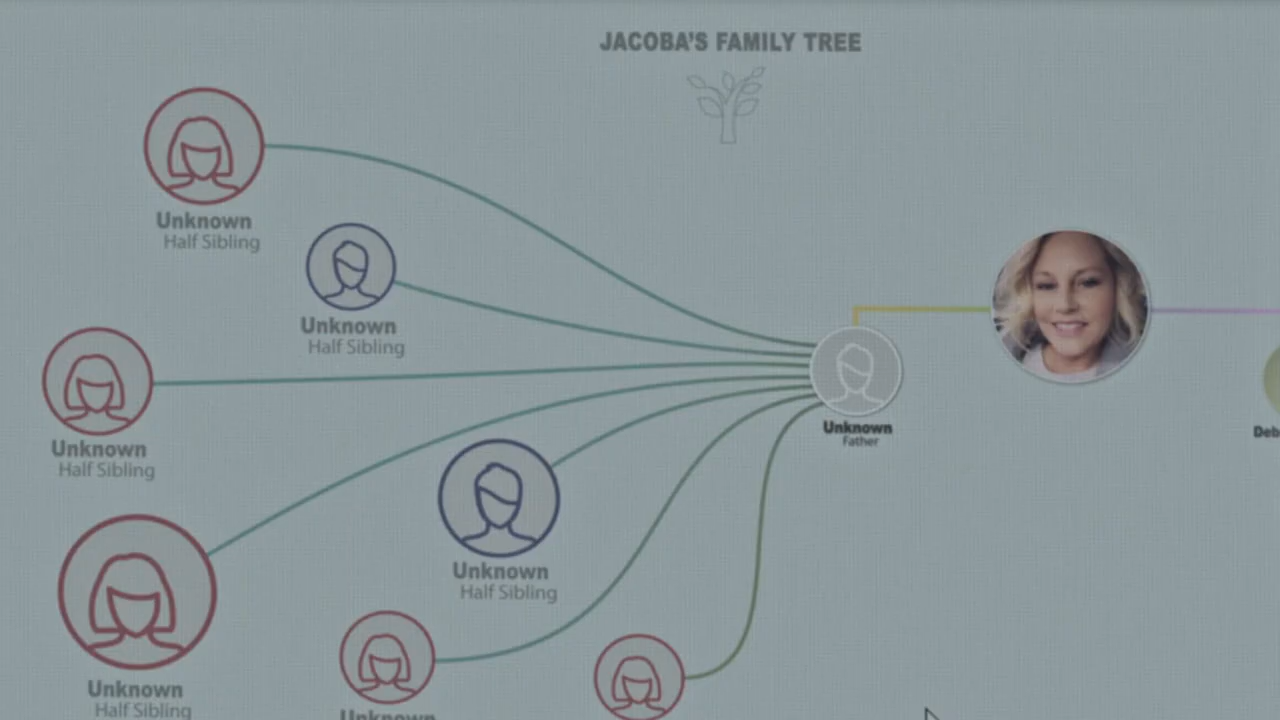 JACOBA'S FAMILY TREE
Unknown
Half Sibling
Unknown
Half Sibling
Unknown
Half Sibling
Unknown
Father
Unknown
Half Sibling
Unknown
Half Sibling
Unknown